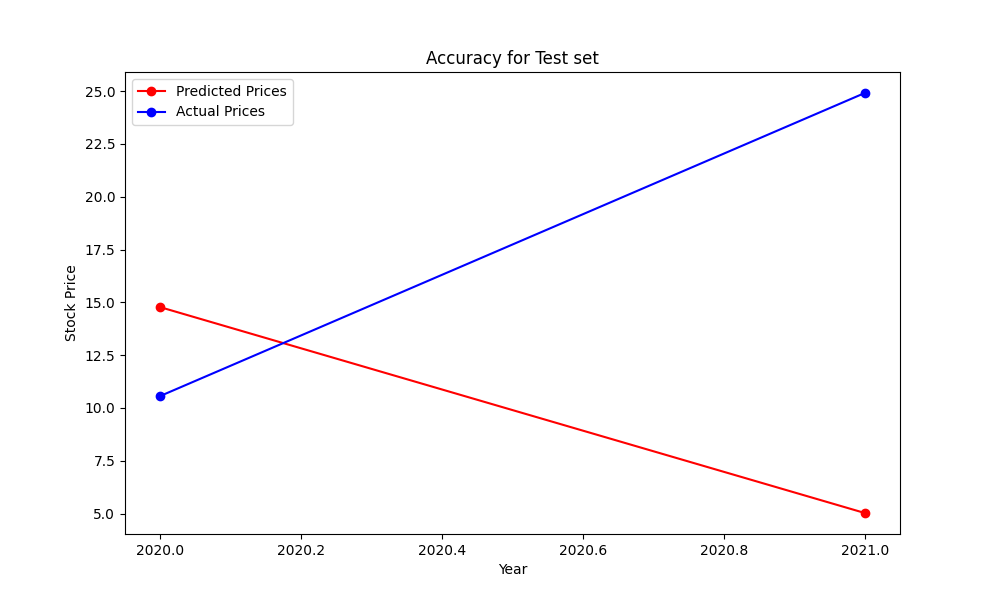 Accuracy for Test set
Predicted Prices
Actual Prices
Stock Price
25.0
22.5
20.0
17.5
15.0
12.5
10.0
7.5
5.0
2020.0 2020.2 2020.4 2020.6 2020.8 2021.0
Year